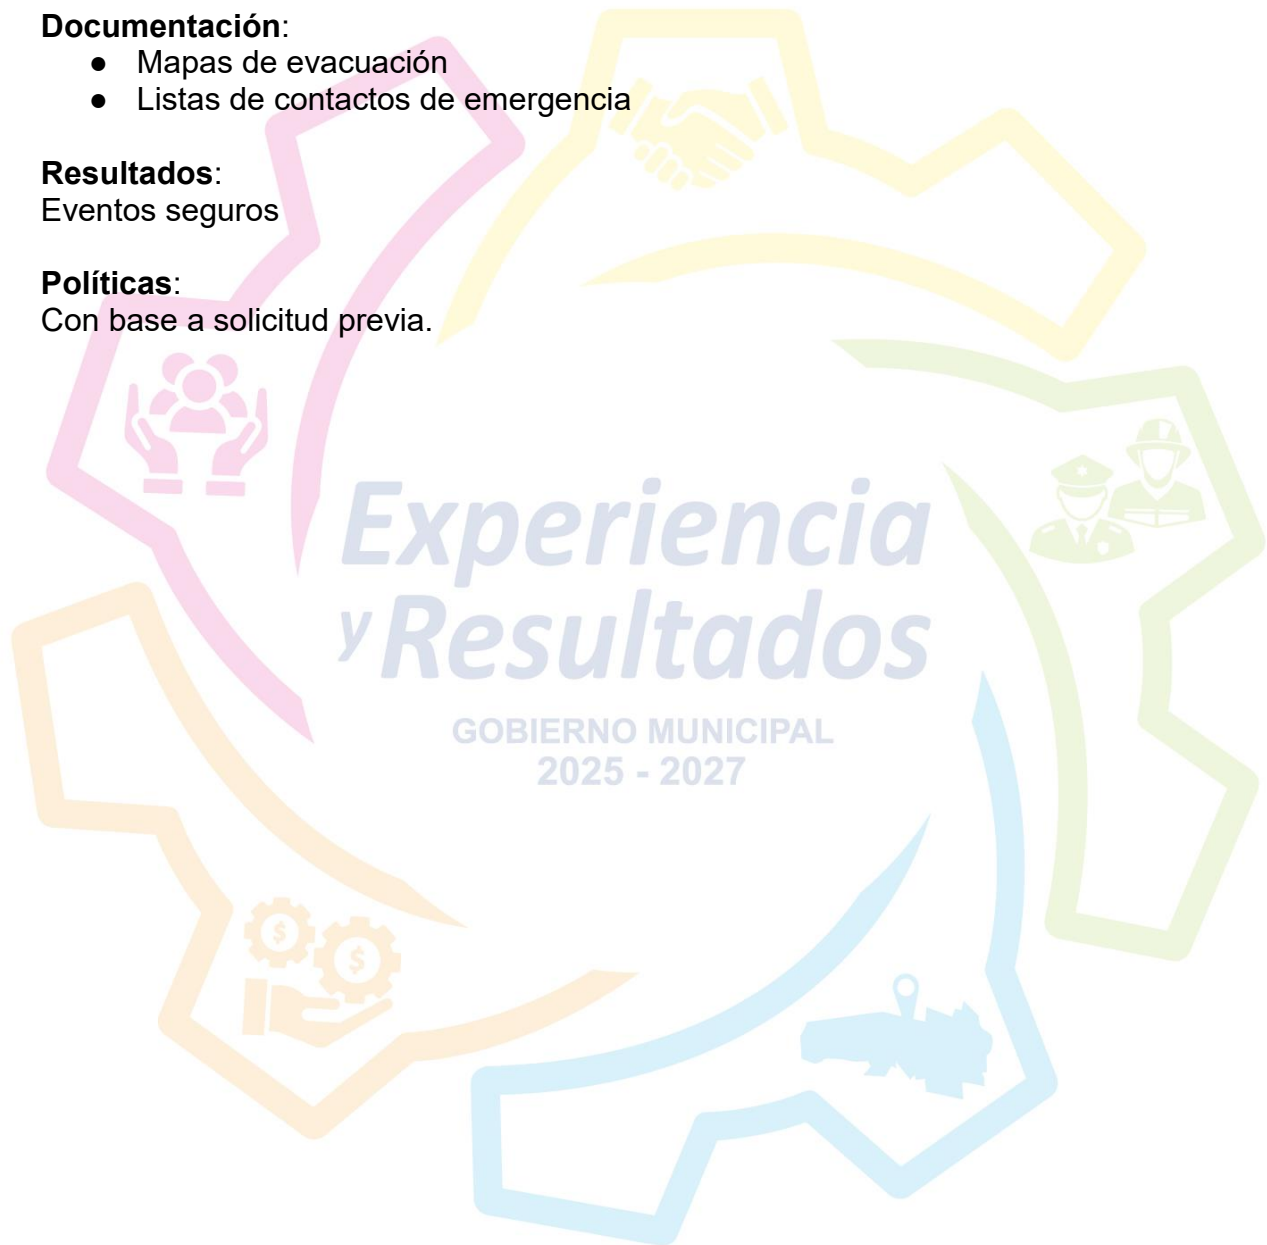 Documentación:
● Mapas de evacuación
● Listas de contactos de emergencia
Resultados:
Eventos seguros
Políticas:
Con base a solicitud previa.
Experiencia
y Resultados
GOBIERNO MUNICIPAL
2025 - 2027
$
$